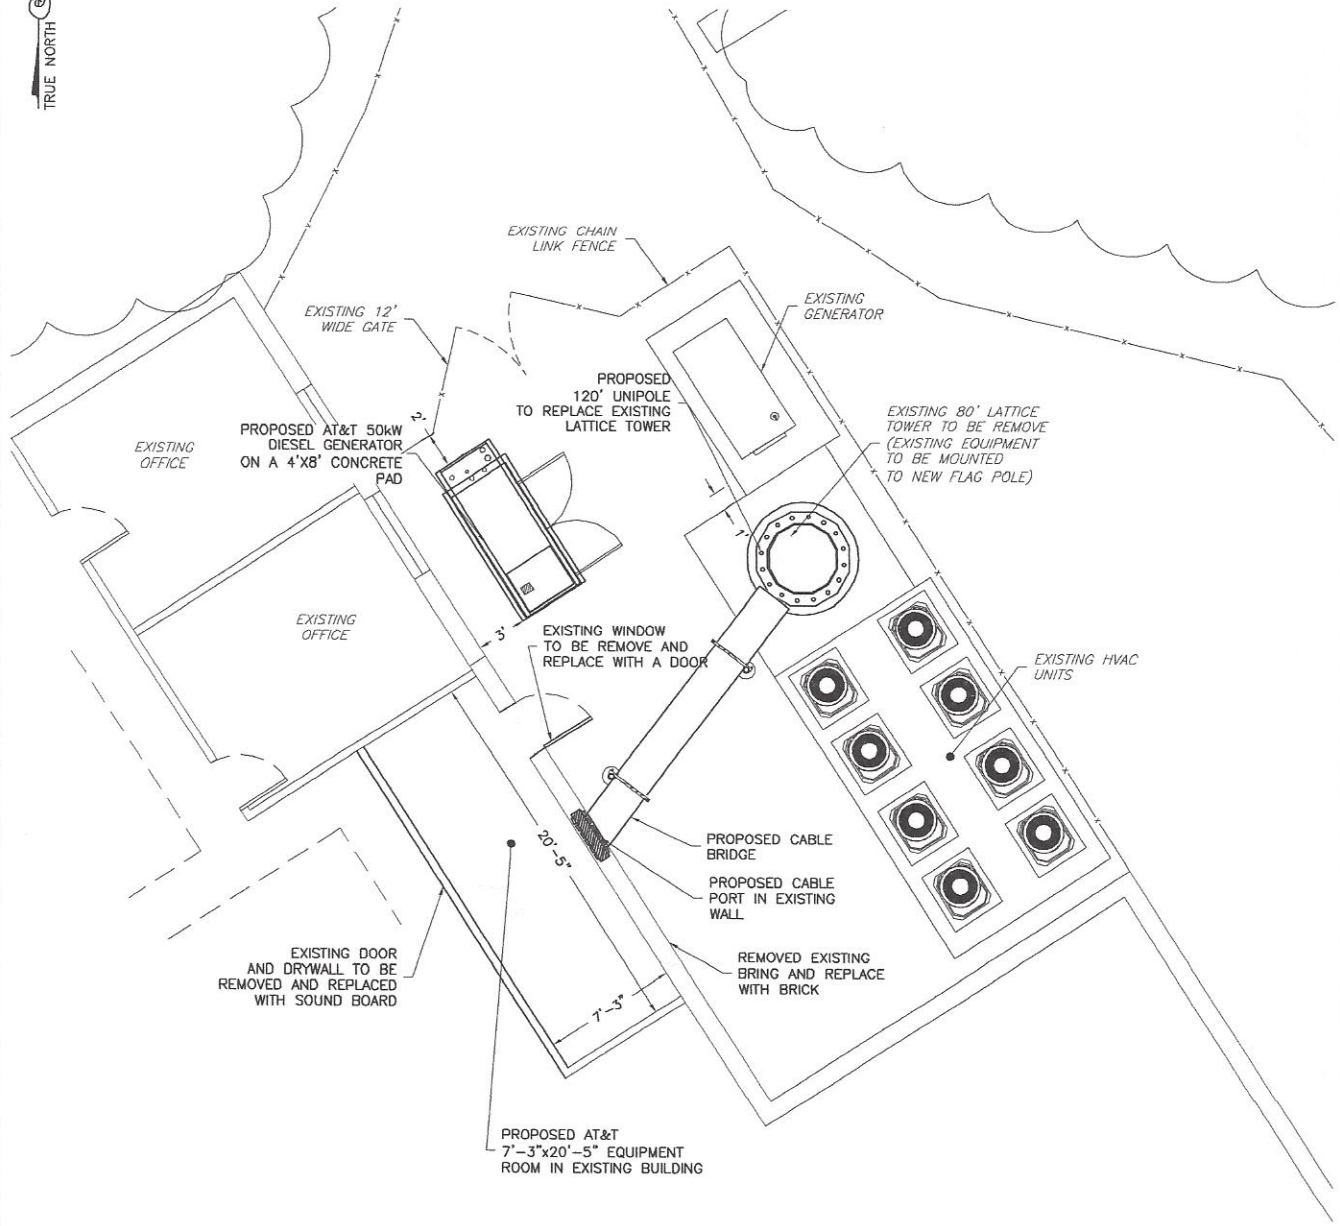 TRUE NORTH
EXISTING CHAIN
LINK FENCE
EXISTING 12'
WIDE GATE
EXISTING
GENERATOR
PROPOSED
120' UNIPOLE
TO REPLACE EXISTING
LATTICE TOWER
EXISTING 80' LATTICE
TOWER TO BE REMOVE
(EXISTING EQUIPMENT
TO BE MOUNTED
TO NEW FLAG POLE)
2'
PROPOSED AT&T 50kW
DIESEL GENERATOR
ON A 4'X8' CONCRETE
PAD
EXISTING
OFFICE
1'
EXISTING
OFFICE
3'
EXISTING WINDOW
TO BE REMOVE AND
REPLACE WITH A DOOR
EXISTING HVAC
UNITS
20'-5"
PROPOSED CABLE
BRIDGE
PROPOSED CABLE
PORT IN EXISTING
WALL
EXISTING DOOR
AND DRYWALL TO BE
REMOVED AND REPLACED
WITH SOUND BOARD
REMOVED EXISTING
BRING AND REPLACE
WITH BRICK
7'-3"
PROPOSED AT&T
7'-3"x20'-5" EQUIPMENT
ROOM IN EXISTING BUILDING